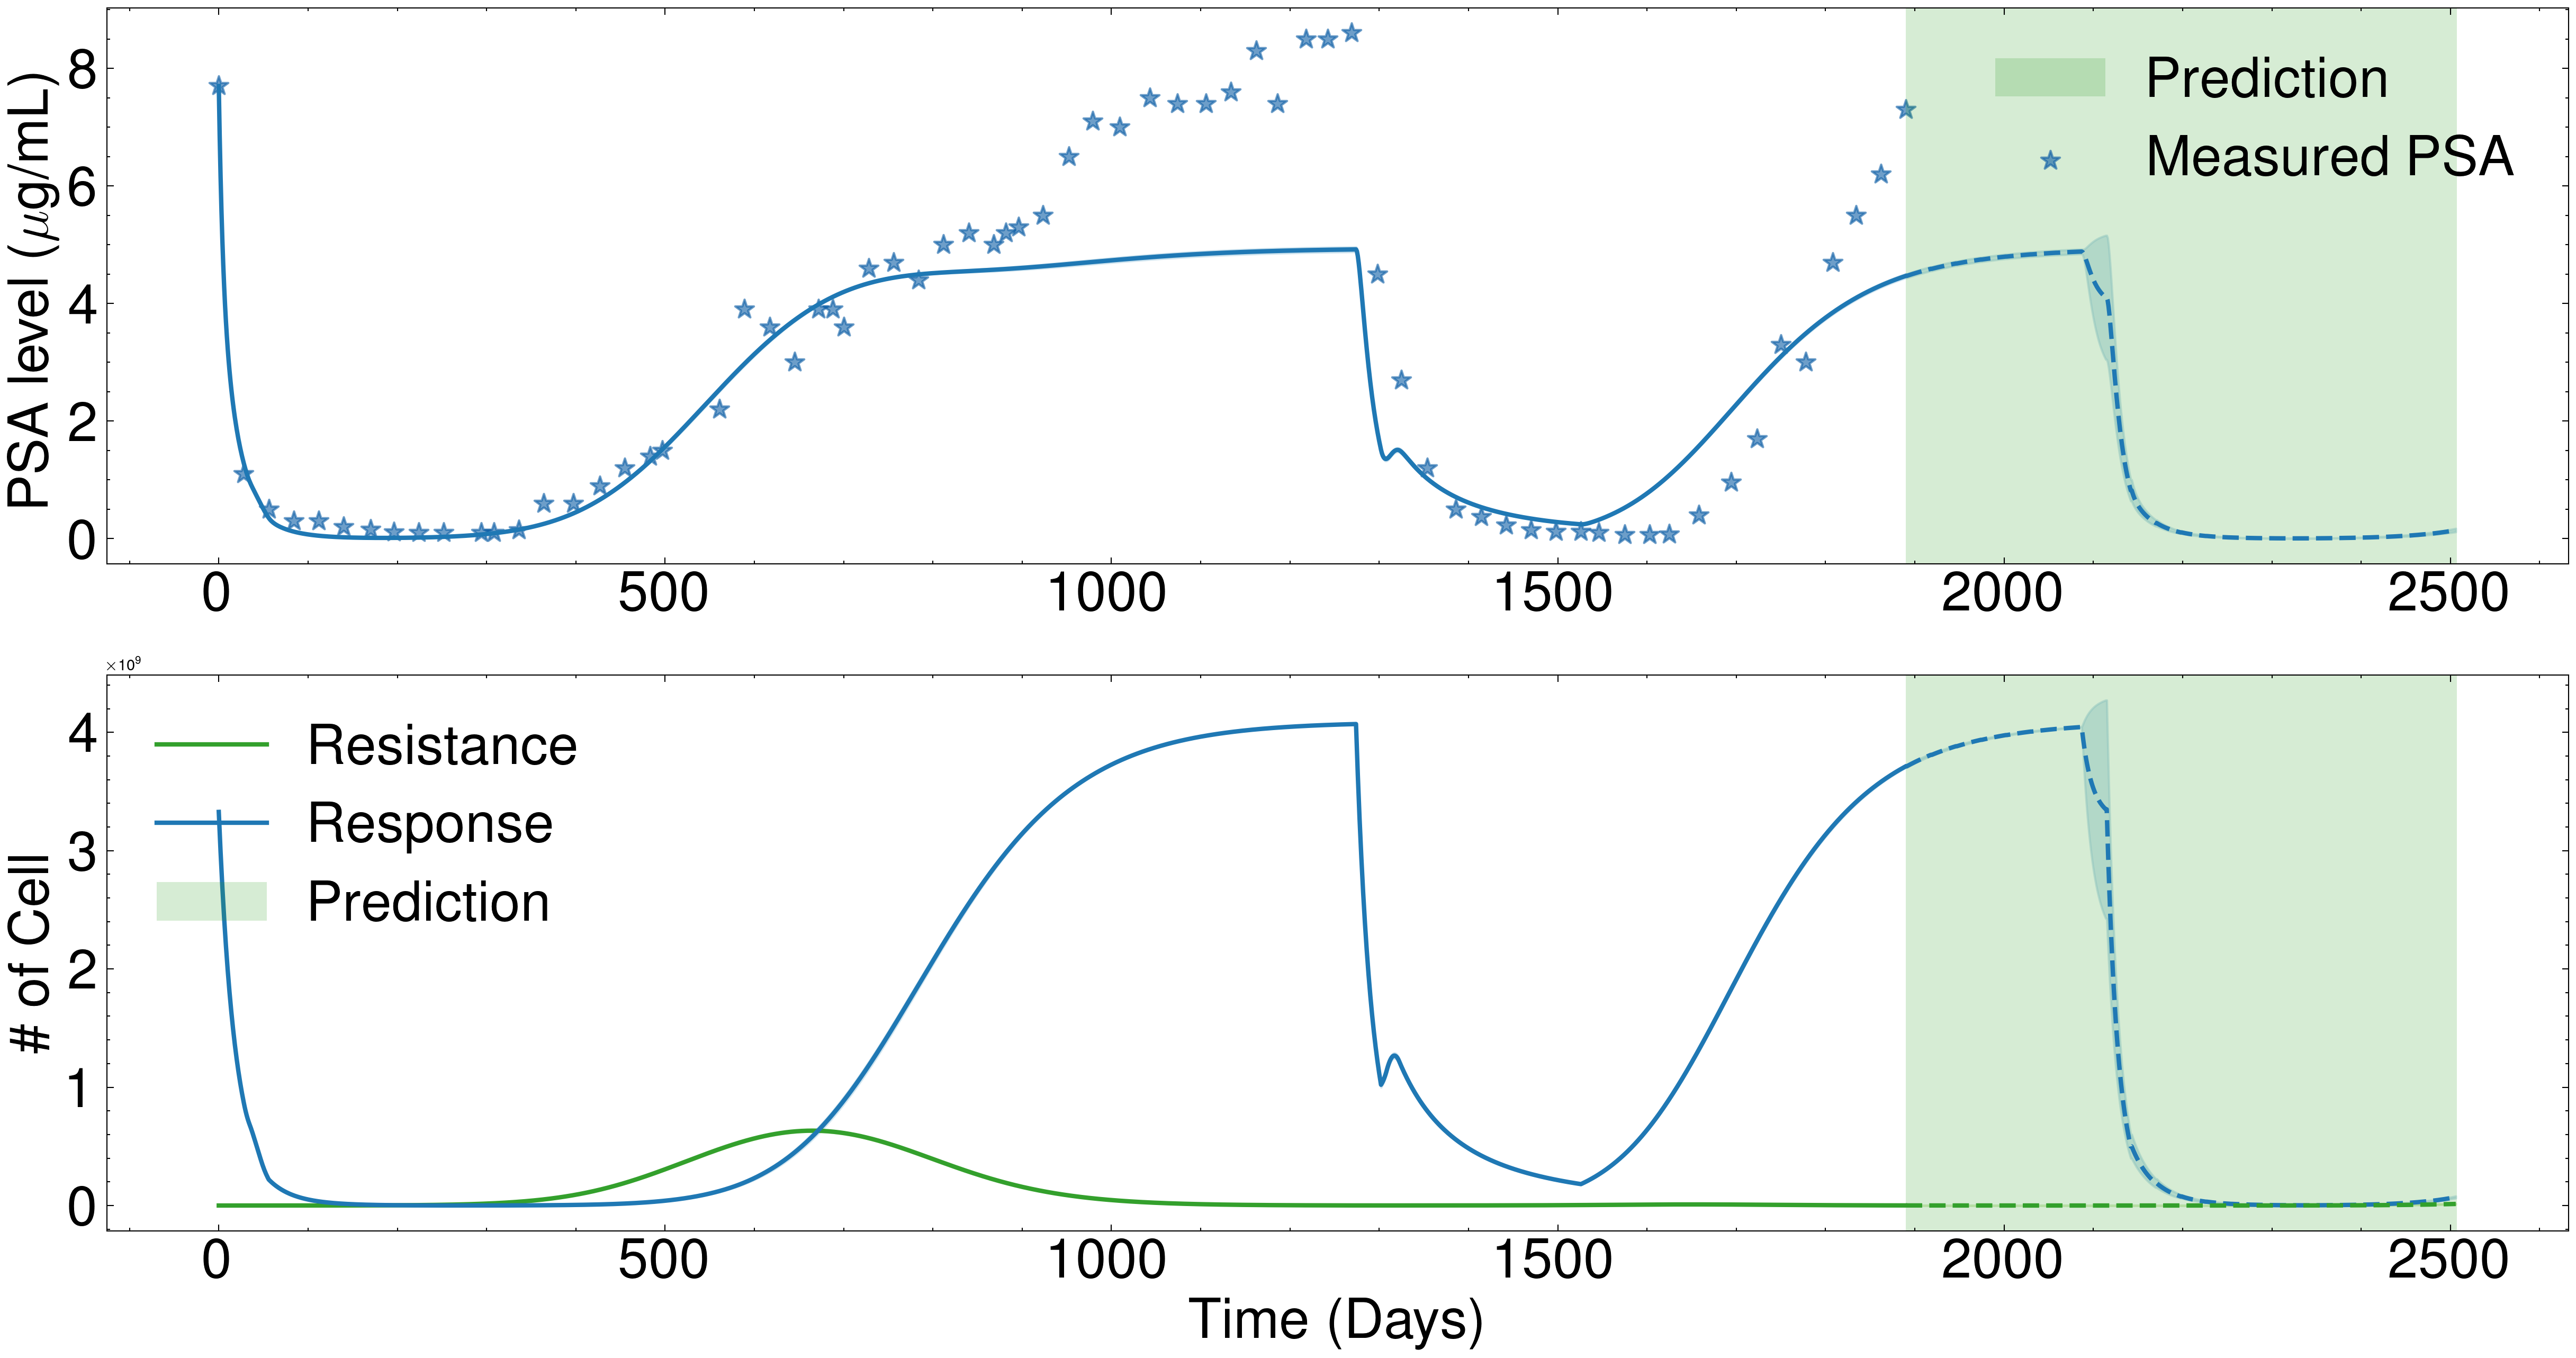 PSA level (μg/mL)
8
6
4
2
0
Prediction
Measured PSA
0 500 1000 1500 2000 2500
×10⁹
# of Cell
4
3
2
1
0
Resistance
Response
Prediction
0 500 1000 1500 2000 2500
Time (Days)